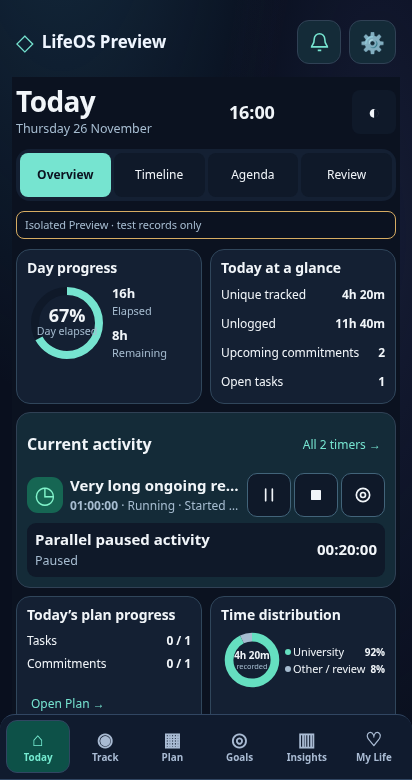 LifeOS Preview
Today
Thursday 26 November
16:00
Overview
Timeline
Agenda
Review
Isolated Preview · test records only
Day progress
67%
Day elapsed
16h
Elapsed
8h
Remaining
Today at a glance
Unique tracked 4h 20m
Unlogged 11h 40m
Upcoming commitments 2
Open tasks 1
Current activity
All 2 timers →
Very long ongoing re...
01:00:00 · Running · Started ...
Parallel paused activity
Paused
00:20:00
Today's plan progress
Tasks 0 / 1
Commitments 0 / 1
Open Plan →
Time distribution
4h 20m
recorded
University 92%
Other / review 8%
Today
Track
Plan
Goals
Insights
My Life